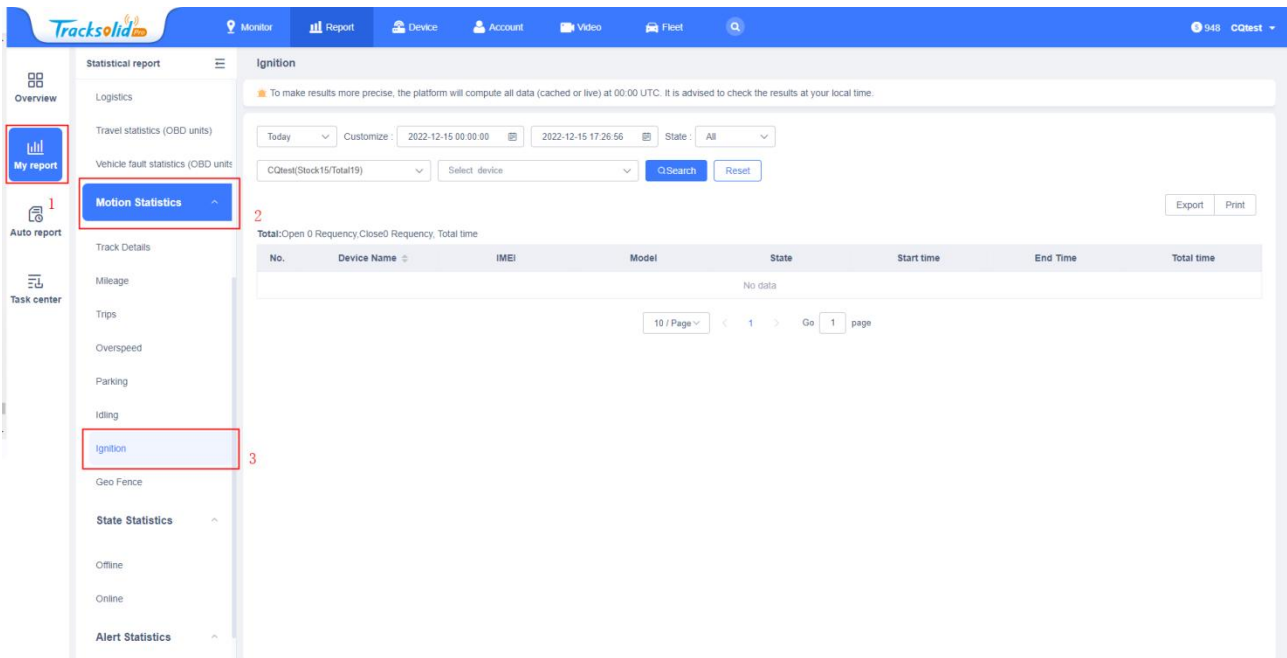 Tracksolid Pro
Monitor Report Device Account Video Fleet 948 CQtest
Statistical report
Ignition
Overview
My report
Auto report
Task center
1
Logistics
Travel statistics (OBD units)
Vehicle fault statistics (OBD units
Motion Statistics
2
Track Details
Mileage
Trips
Overspeed
Parking
Idling
Ignition
3
Geo Fence
State Statistics
Offline
Online
Alert Statistics
To make results more precise, the platform will compute all data (cached or live) at 00:00 UTC. It is advised to check the results at your local time.
Today Customize : 2022-12-15 00:00:00 2022-12-15 17:26:56 State : All
CQtest(Stock15/Total19) Select device Search Reset
Export Print
Total:Open 0 Requency,Close0 Requency, Total time
No. Device Name IMEI Model State Start time End Time Total time
No data
10 / Page 1 Go 1 page